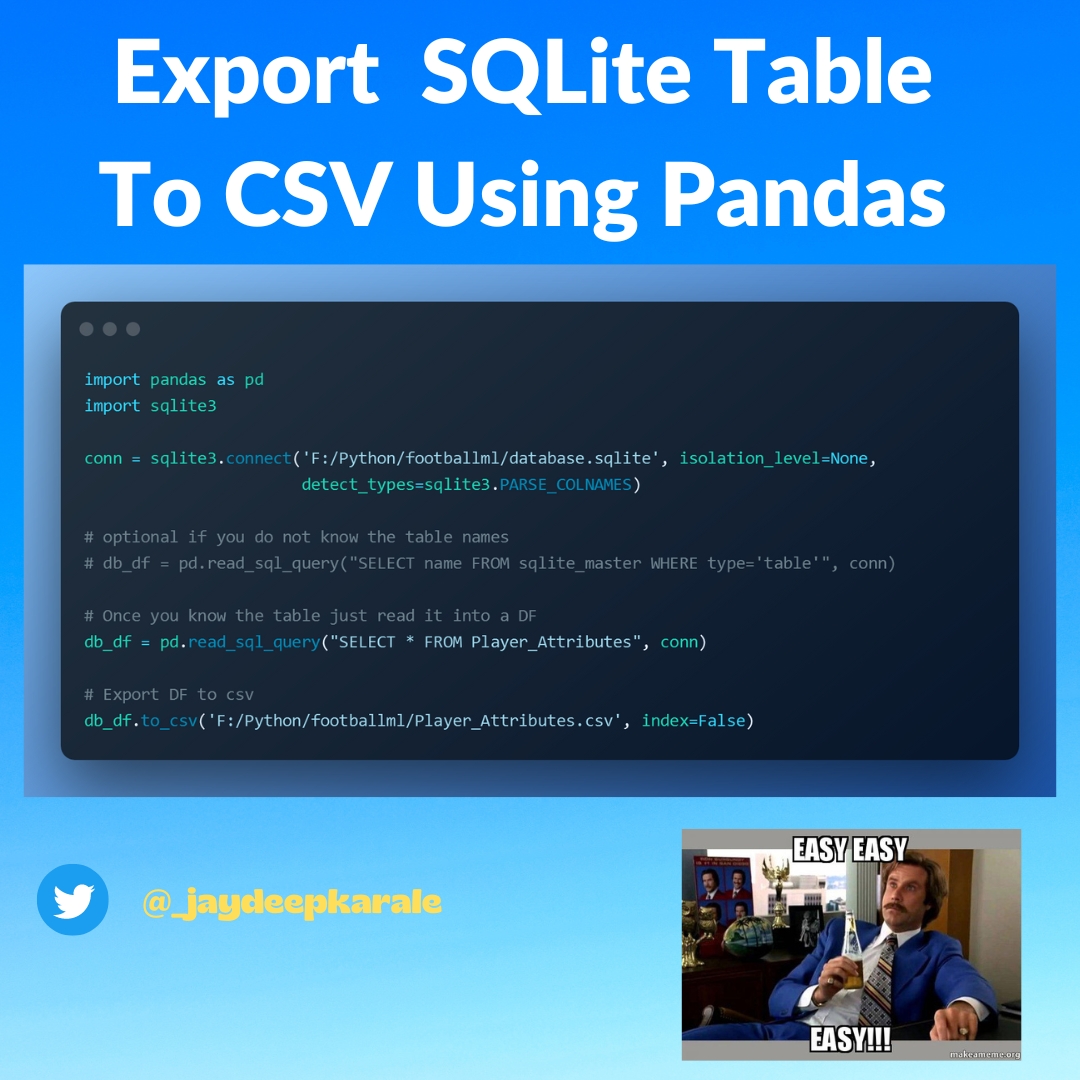 Export  SQLite Table
To CSV Using Pandas
import pandas as pd
import sqlite3
conn = sqlite3.connect('F:/Python/footballml/database.sqlite', isolation_level=None,
detect_types=sqlite3.PARSE_COLNAMES)
# optional if you do not know the table names
# db_df = pd.read_sql_query("SELECT name FROM sqlite_master WHERE type='table'", conn)
# Once you know the table just read it into a DF
db_df = pd.read_sql_query("SELECT * FROM Player_Attributes", conn)
# Export DF to csv
db_df.to_csv('F:/Python/footballml/Player_Attributes.csv', index=False)
@_jaydeepkarale
EASY EASY
EASY!!!
makeameme.org